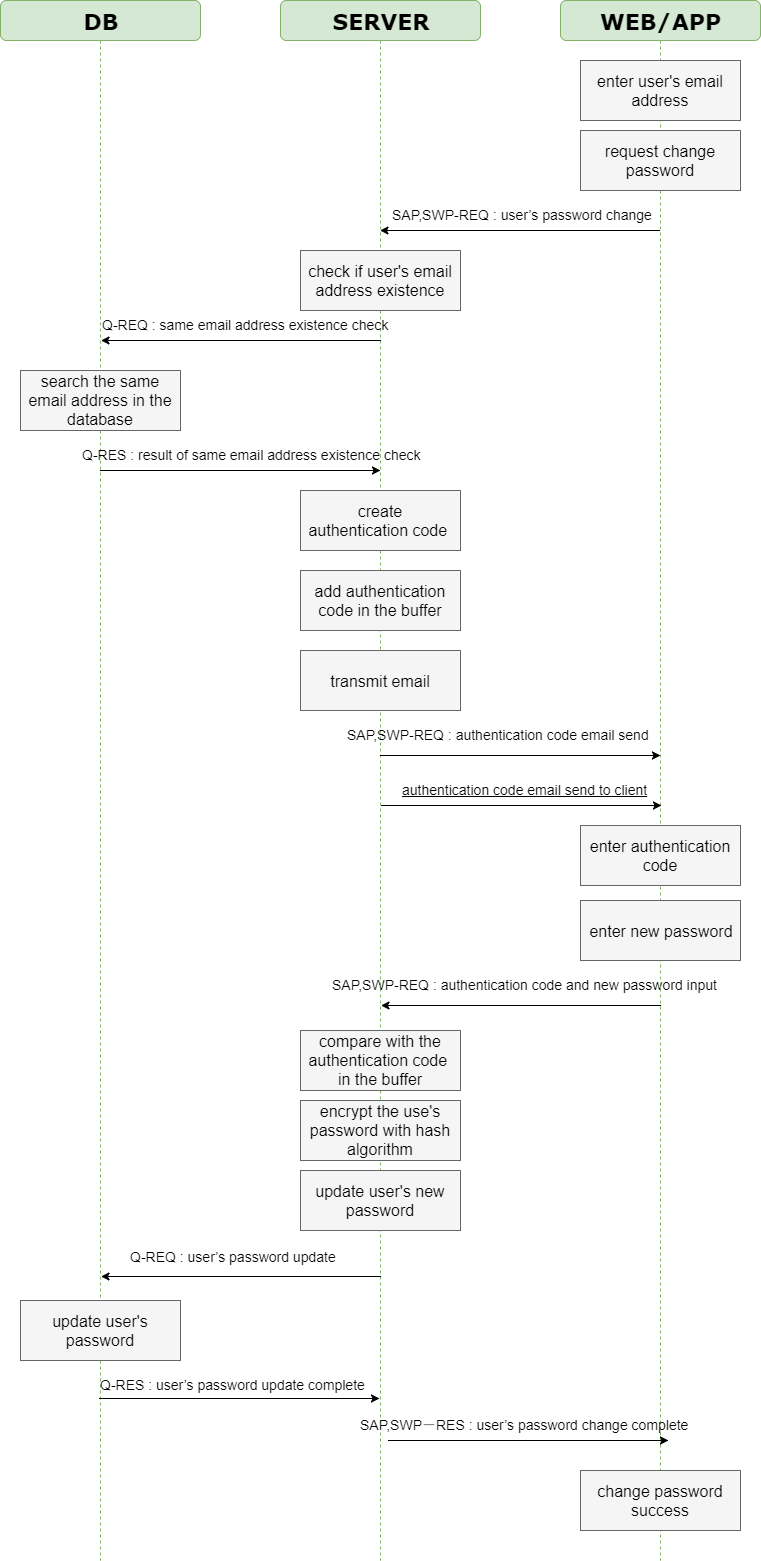 DB
SERVER
WEB/APP
enter user's email
address
request change
password
SAP,SWP-REQ : user's password change
check if user's email
address existence
Q-REQ : same email address existence check
search the same
email address in the
database
Q-RES : result of same email address existence check
create
authentication code
add authentication
code in the buffer
transmit email
SAP,SWP-REQ : authentication code email send
authentication code email send to client
enter authentication
code
enter new password
SAP,SWP-REQ : authentication code and new password input
compare with the
authentication code
in the buffer
encrypt the use's
password with hash
algorithm
update user's new
password
Q-REQ : user's password update
update user's
password
Q-RES : user's password update complete
SAP,SWP－RES : user's password change complete
change password
success